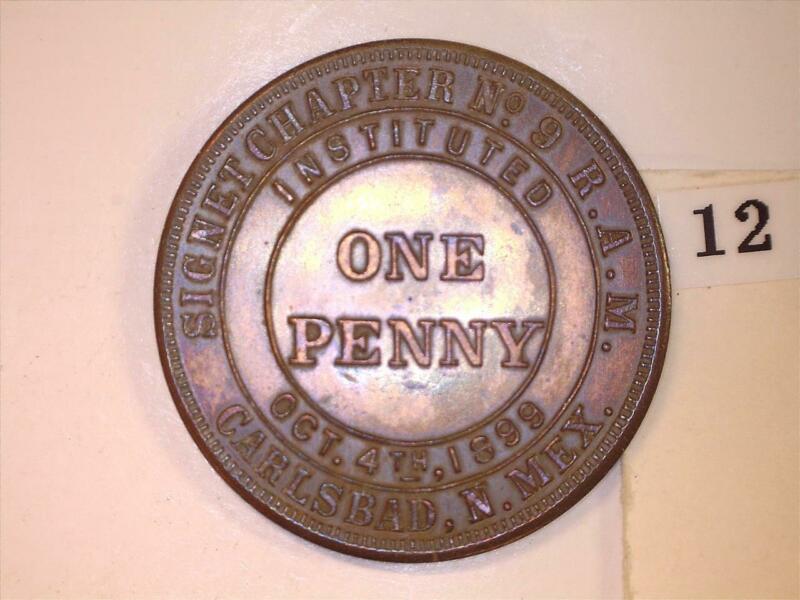 SIGNET CHAPTER No. 9 R.A.M.
INSTITUTED
ONE
PENNY
OCT. 4TH, 1899
CARLSBAD, N. MEX.
12